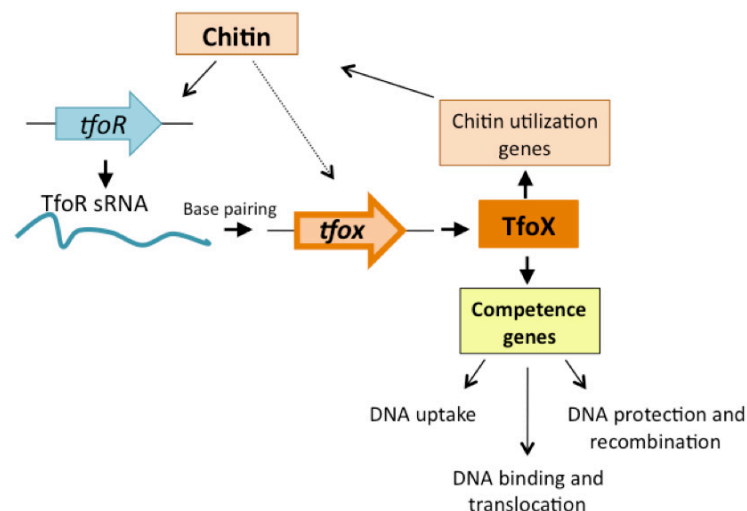 Chitin
tfoR
Chitin utilization
genes
TfoR sRNA
Base pairing
tfox
TfoX
Competence
genes
DNA uptake
DNA protection and
recombination
DNA binding and
translocation